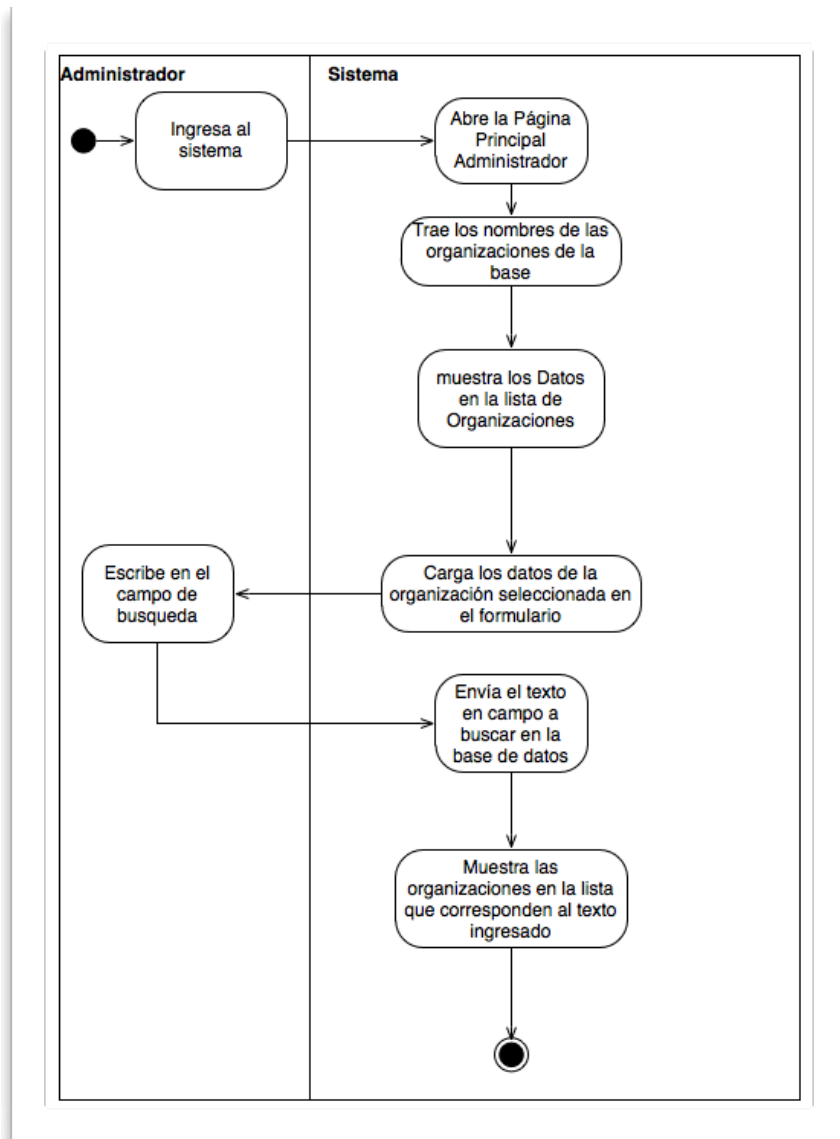 Administrador
Sistema
Ingresa al
sistema
Abre la Página
Principal
Administrador
Trae los nombres de las
organizaciones de la
base
muestra los Datos
en la lista de
Organizaciones
Carga los datos de la
organización seleccionada en
el formulario
Escribe en el
campo de
busqueda
Envía el texto
en campo a
buscar en la
base de datos
Muestra las
organizaciones en la lista
que corresponden al texto
ingresado